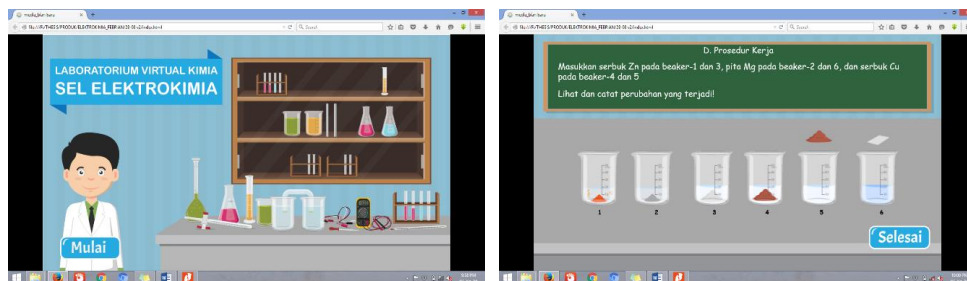 LABORATORIUM VIRTUAL KIMIA
SEL ELEKTROKIMIA
Mulai
D. Prosedur Kerja
Masukkan serbuk Zn pada beaker-1 dan 3, pita Mg pada beaker-2 dan 6, dan serbuk Cu
pada beaker-4 dan 5
Lihat dan catat perubahan yang terjadi!
1 2 3 4 5 6
Selesai